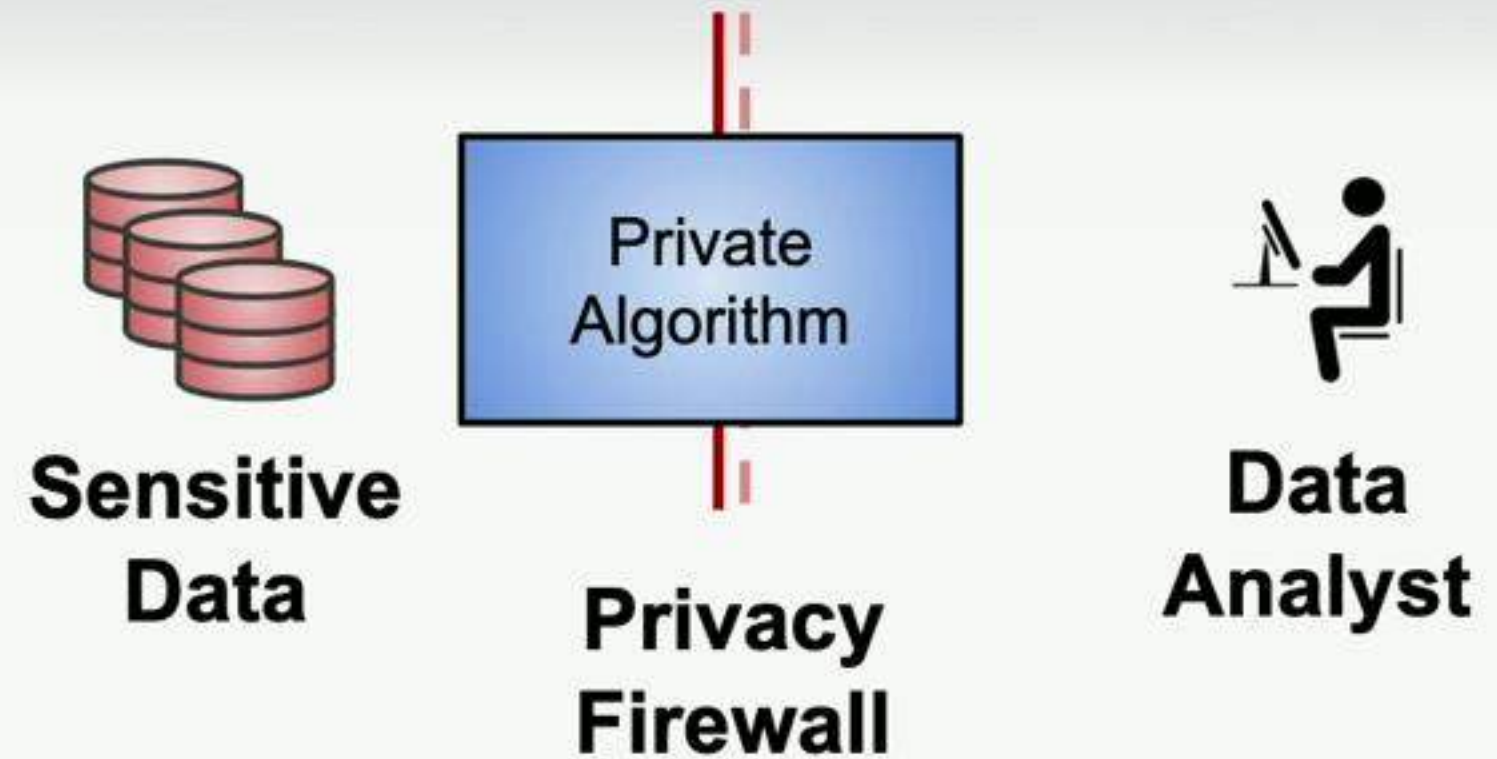 Private
Algorithm
Sensitive
Data
Privacy
Firewall
Data
Analyst